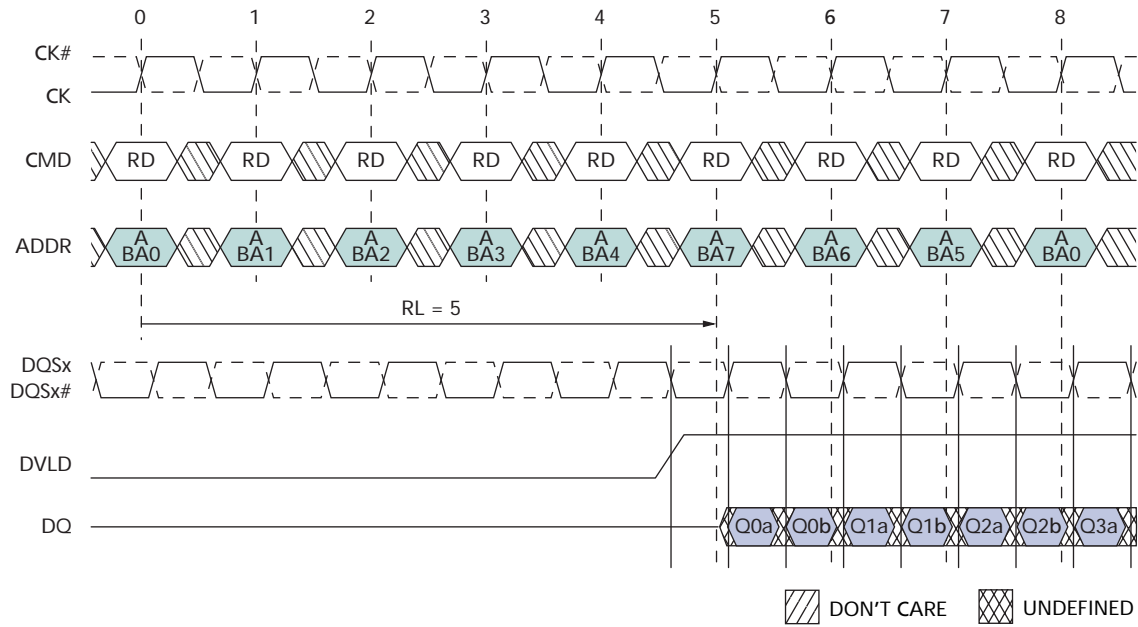 0 1 2 3 4 5 6 7 8
CK#
CK
CMD RD RD RD RD RD RD RD RD RD
ADDR A A A A A A A A A
BA0 BA1 BA2 BA3 BA4 BA7 BA6 BA5 BA0
RL = 5
DQSx
DQSx#
DVLD
DQ Q0a Q0b Q1a Q1b Q2a Q2b Q3a
DON'T CARE UNDEFINED